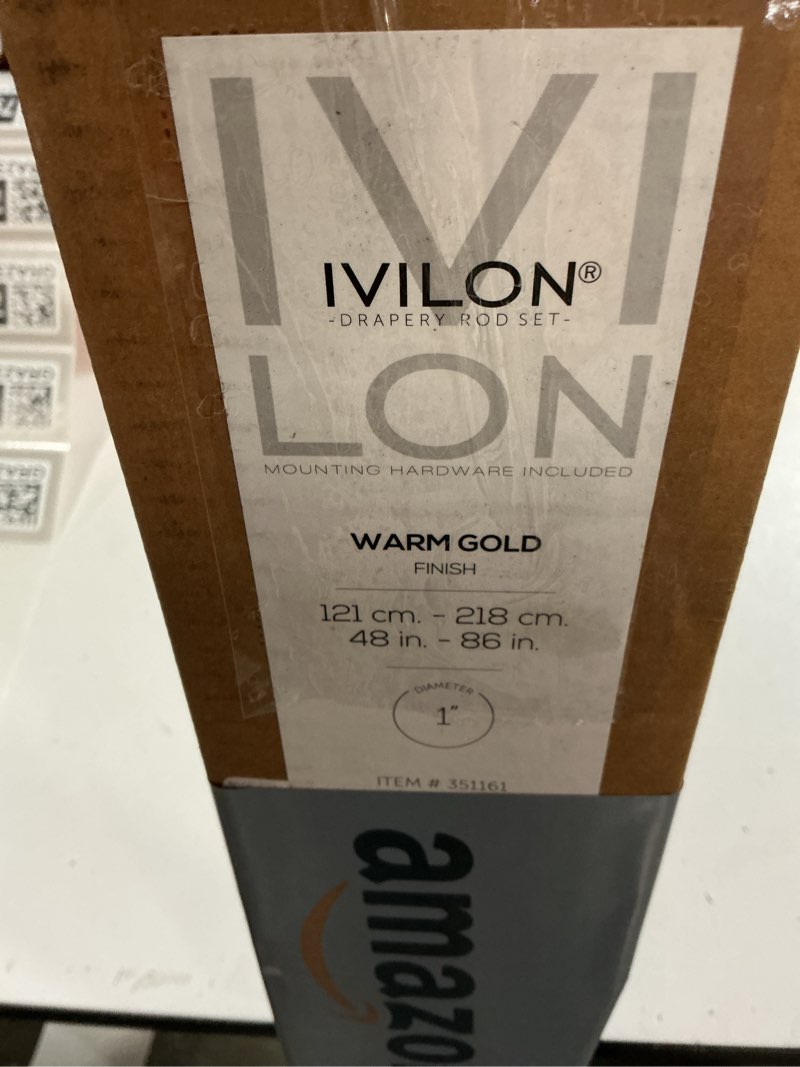 IVI
IVILON®
-DRAPERY ROD SET-
LON
MOUNTING HARDWARE INCLUDED
WARM GOLD
FINISH
121 cm. - 218 cm.
48 in. - 86 in.
DIAMETER
1"
ITEM # 351161
amazo